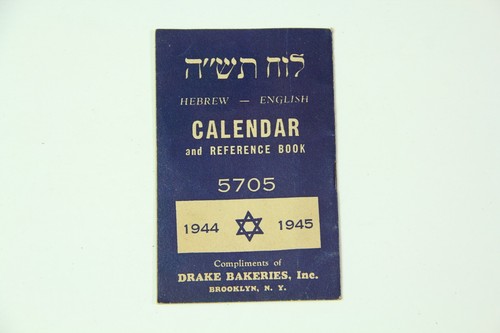 לוח תש"ה
HEBREW — ENGLISH
CALENDAR
and REFERENCE BOOK
5705
1944 1945
Compliments of
DRAKE BAKERIES, Inc.
BROOKLYN, N. Y.